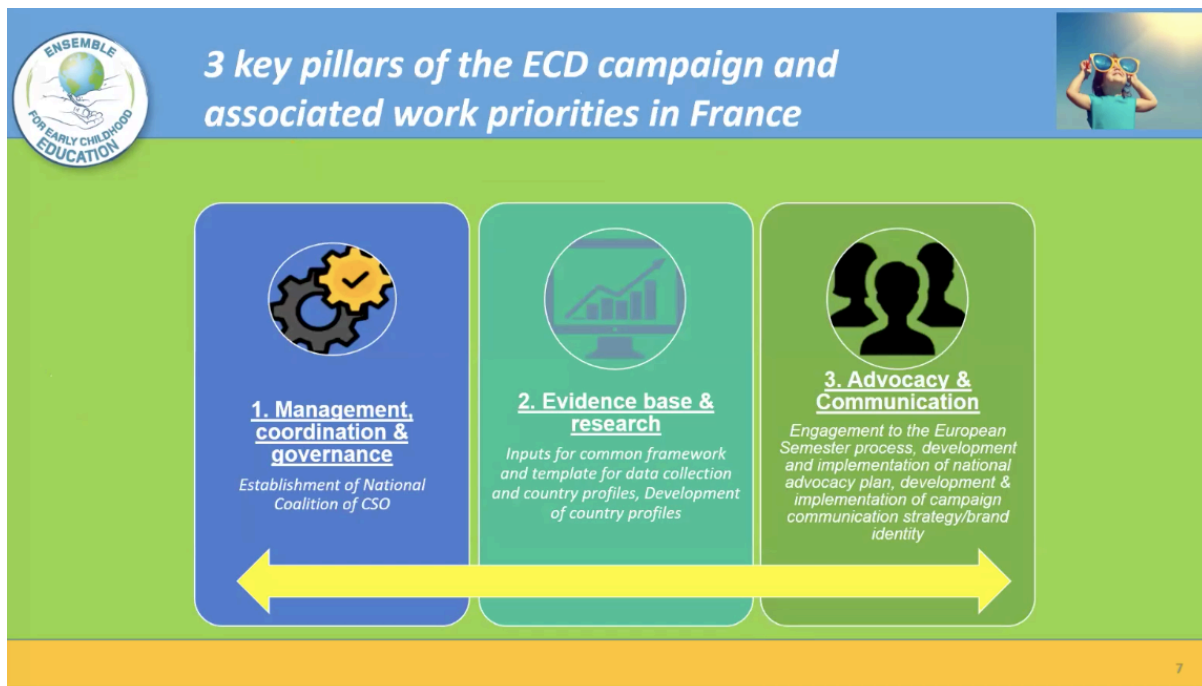 ENSEMBLE
FOR EARLY CHILDHOOD
EDUCATION
3 key pillars of the ECD campaign and
associated work priorities in France
1. Management,
coordination &
governance
Establishment of National
Coalition of CSO
2. Evidence base &
research
Inputs for common framework
and template for data collection
and country profiles, Development
of country profiles
3. Advocacy &
Communication
Engagement to the European
Semester process, development
and implementation of national
advocacy plan, development &
implementation of campaign
communication strategy/brand
identity
7